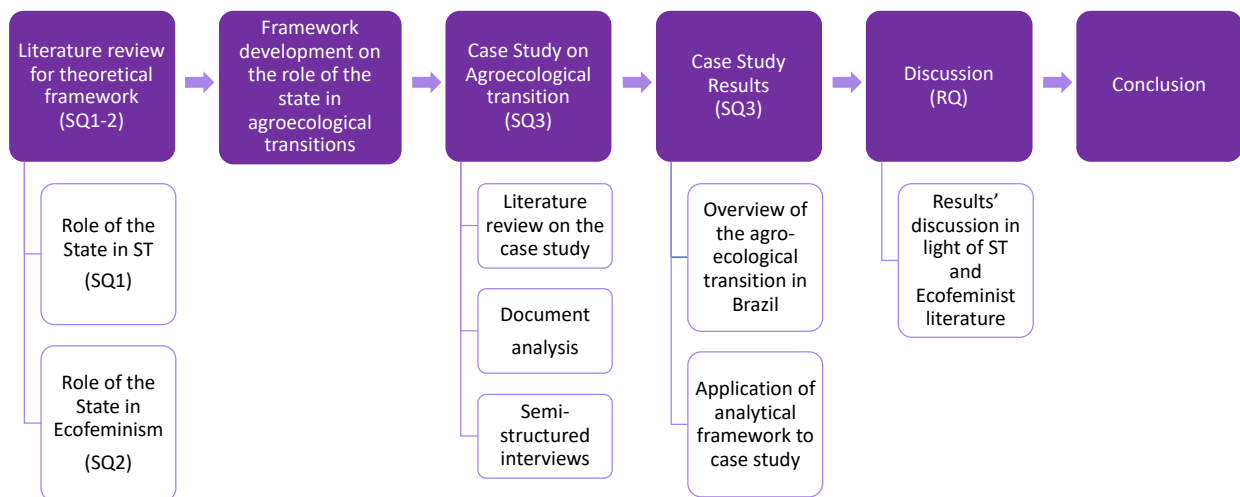 Literature review
for theoretical
framework
(SQ1-2)
Framework
development on
the role of the
state in
agroecological
transitions
Case Study on
Agroecological
transition
(SQ3)
Case Study
Results
(SQ3)
Discussion
(RQ)
Conclusion
Role of the
State in ST
(SQ1)
Role of the
State in
Ecofeminism
(SQ2)
Literature
review on the
case study
Document
analysis
Semi-
structured
interviews
Overview of
the agro-
ecological
transition in
Brazil
Application of
analytical
framework to
case study
Results’
discussion in
light of ST
and
Ecofeminist
literature